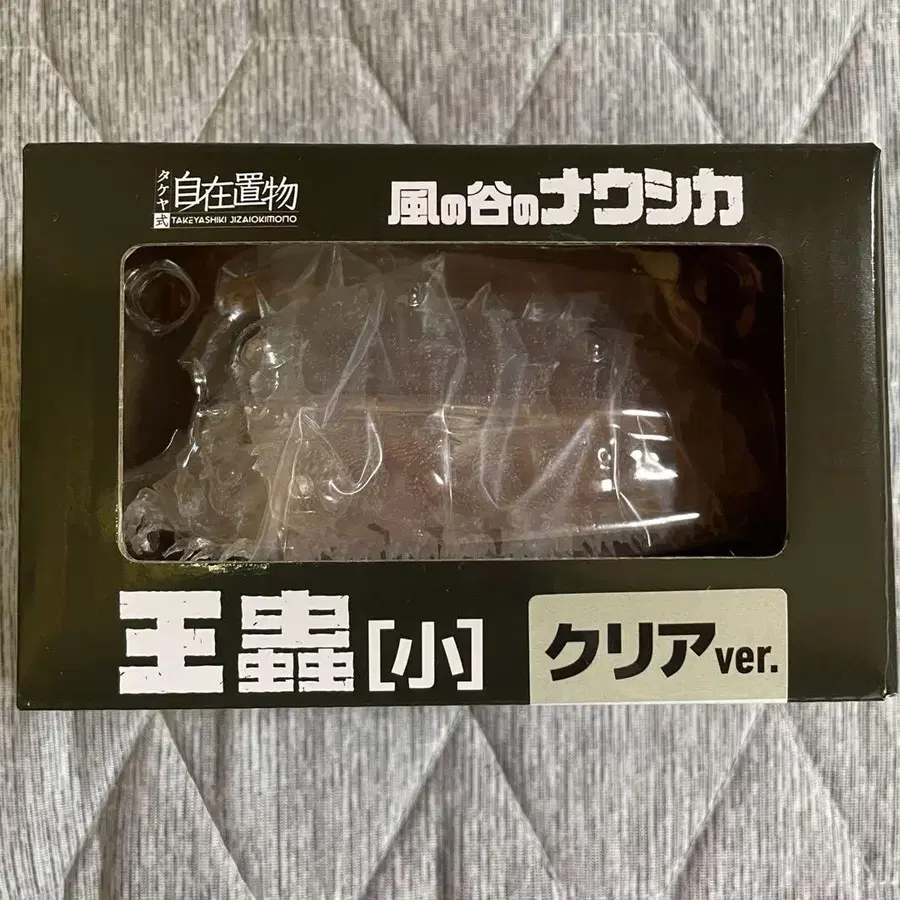 タケヤ式
自在置物
TAKEYASHIKI JIZAIOKIMONO
風の谷のナウシカ
王蟲[小]
クリアver.